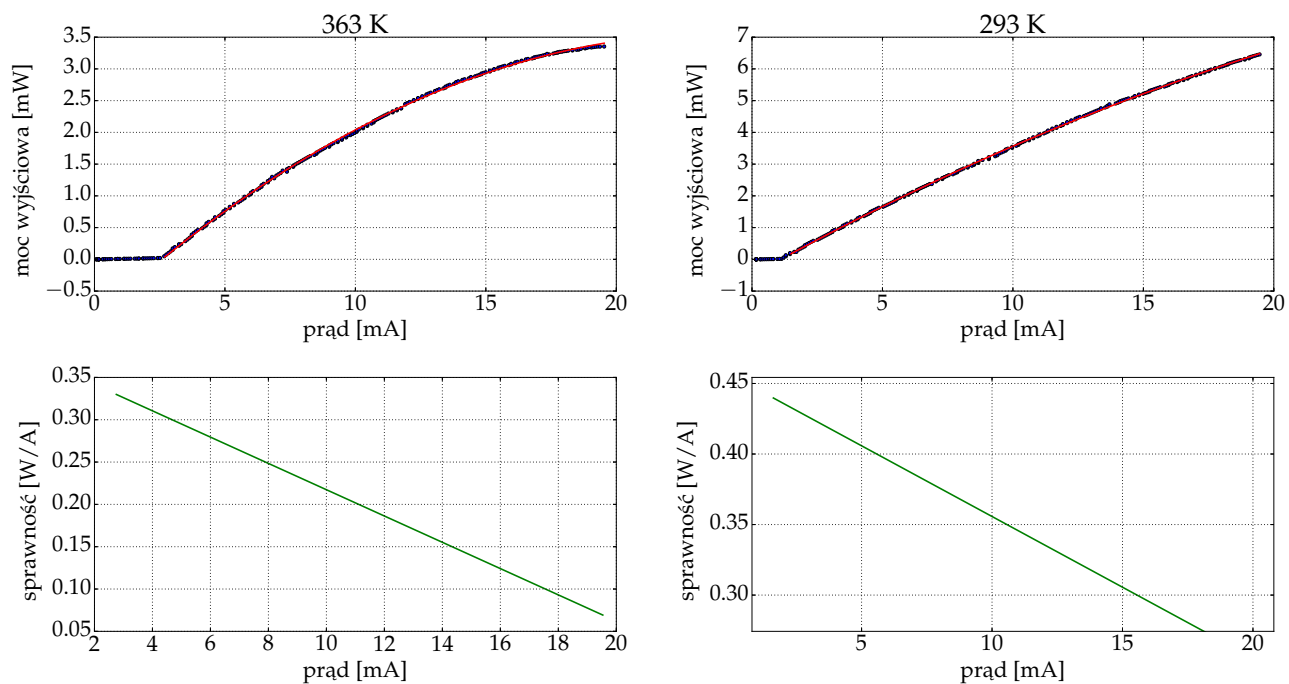 363 K
3.5
3.0
2.5
2.0
1.5
1.0
0.5
0.0
−0.5
moc wyjściowa [mW]
0 5 10 15 20
prąd [mA]
293 K
7
6
5
4
3
2
1
0
−1
moc wyjściowa [mW]
0 5 10 15 20
prąd [mA]
0.35
0.30
0.25
0.20
0.15
0.10
0.05
sprawność [W/A]
2 4 6 8 10 12 14 16 18 20
prąd [mA]
0.45
0.40
0.35
0.30
sprawność [W/A]
5 10 15 20
prąd [mA]